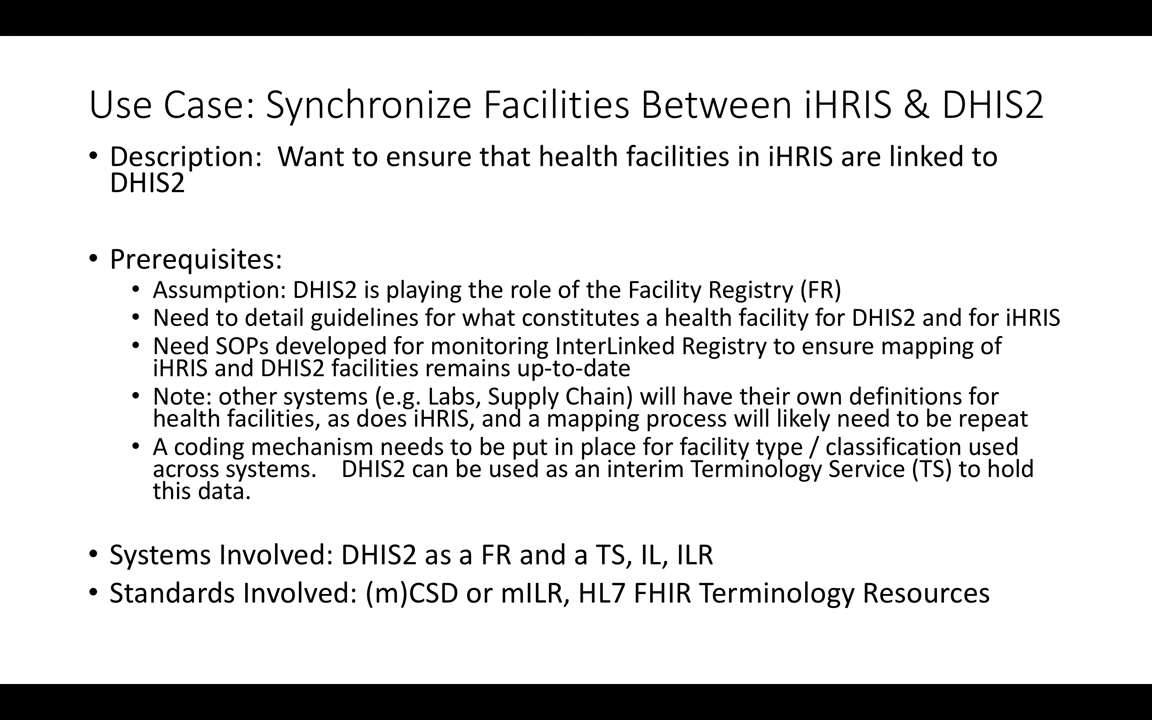 Use Case: Synchronize Facilities Between iHRIS & DHIS2
• Description:  Want to ensure that health facilities in iHRIS are linked to
DHIS2
• Prerequisites:
• Assumption: DHIS2 is playing the role of the Facility Registry (FR)
• Need to detail guidelines for what constitutes a health facility for DHIS2 and for iHRIS
• Need SOPs developed for monitoring InterLinked Registry to ensure mapping of
iHRIS and DHIS2 facilities remains up-to-date
• Note: other systems (e.g. Labs, Supply Chain) will have their own definitions for
health facilities, as does iHRIS, and a mapping process will likely need to be repeat
• A coding mechanism needs to be put in place for facility type / classification used
across systems.    DHIS2 can be used as an interim Terminology Service (TS) to hold
this data.
• Systems Involved: DHIS2 as a FR and a TS, IL, ILR
• Standards Involved: (m)CSD or mILR, HL7 FHIR Terminology Resources